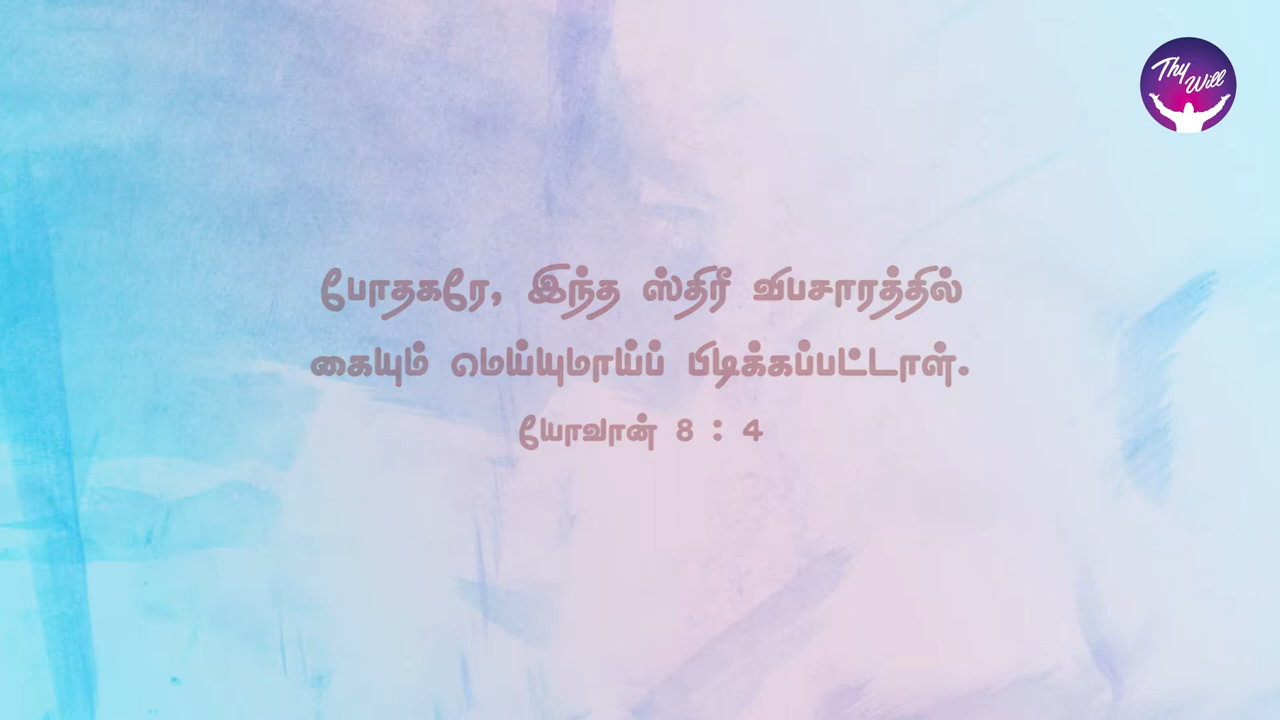 Thy
Will
போதகரே, இந்த ஸ்திரீ விபசாரத்தில்
கையும் மெய்யுமாய்ப் பிடிக்கப்பட்டாள்.
யோவான் 8 : 4